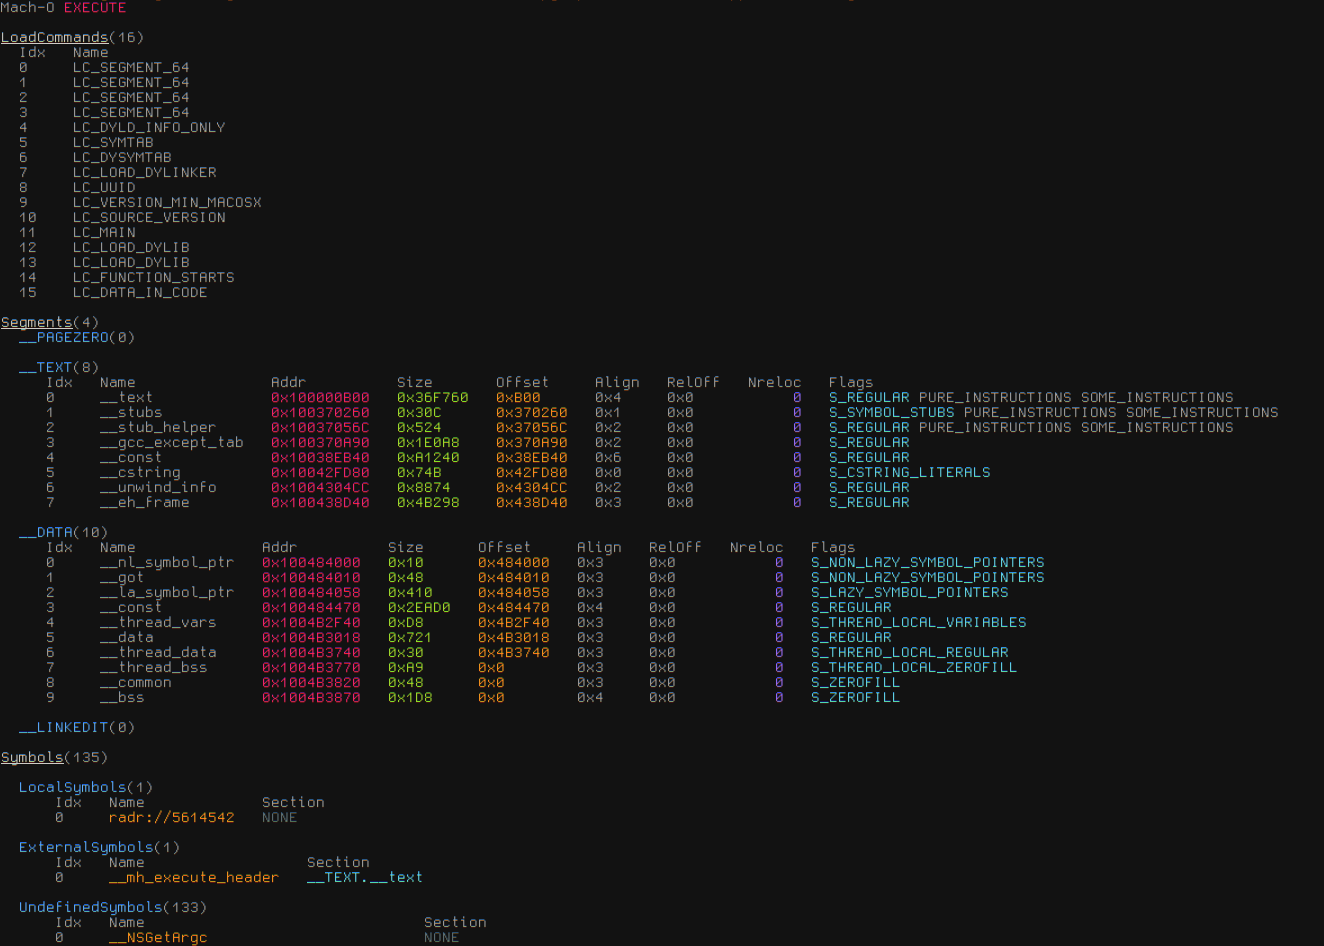 Mach-O EXECUTE
LoadCommands(16)
Idx Name
0 LC_SEGMENT_64
1 LC_SEGMENT_64
2 LC_SEGMENT_64
3 LC_SEGMENT_64
4 LC_DYLD_INFO_ONLY
5 LC_SYMTAB
6 LC_DYSYMTAB
7 LC_LOAD_DYLINKER
8 LC_UUID
9 LC_VERSION_MIN_MACOSX
10 LC_SOURCE_VERSION
11 LC_MAIN
12 LC_LOAD_DYLIB
13 LC_LOAD_DYLIB
14 LC_FUNCTION_STARTS
15 LC_DATA_IN_CODE
Segments(4)
__PAGEZERO(0)
__TEXT(8)
Idx Name Addr Size Offset Align RelOff Nreloc Flags
0 __text 0x100000B00 0x36F760 0xB00 0x4 0x0 0 S_REGULAR PURE_INSTRUCTIONS SOME_INSTRUCTIONS
1 __stubs 0x100370260 0x30C 0x370260 0x1 0x0 0 S_SYMBOL_STUBS PURE_INSTRUCTIONS SOME_INSTRUCTIONS
2 __stub_helper 0x10037056C 0x524 0x37056C 0x2 0x0 0 S_REGULAR PURE_INSTRUCTIONS SOME_INSTRUCTIONS
3 __gcc_except_tab 0x100370A90 0x1E0A8 0x370A90 0x2 0x0 0 S_REGULAR
4 __const 0x10038EB40 0xA1240 0x38EB40 0x6 0x0 0 S_REGULAR
5 __cstring 0x10042FD80 0x74B 0x42FD80 0x0 0x0 0 S_CSTRING_LITERALS
6 __unwind_info 0x1004304CC 0x8874 0x4304CC 0x2 0x0 0 S_REGULAR
7 __eh_frame 0x100438D40 0x4B298 0x438D40 0x3 0x0 0 S_REGULAR
__DATA(10)
Idx Name Addr Size Offset Align RelOff Nreloc Flags
0 __nl_symbol_ptr 0x100484000 0x10 0x484000 0x3 0x0 0 S_NON_LAZY_SYMBOL_POINTERS
1 __got 0x100484010 0x48 0x484010 0x3 0x0 0 S_NON_LAZY_SYMBOL_POINTERS
2 __la_symbol_ptr 0x100484058 0x410 0x484058 0x3 0x0 0 S_LAZY_SYMBOL_POINTERS
3 __const 0x100484470 0x2EAD0 0x484470 0x4 0x0 0 S_REGULAR
4 __thread_vars 0x1004B2F40 0xD8 0x4B2F40 0x3 0x0 0 S_THREAD_LOCAL_VARIABLES
5 __data 0x1004B3018 0x721 0x4B3018 0x3 0x0 0 S_REGULAR
6 __thread_data 0x1004B3740 0x30 0x4B3740 0x3 0x0 0 S_THREAD_LOCAL_REGULAR
7 __thread_bss 0x1004B3770 0xA9 0x0 0x3 0x0 0 S_THREAD_LOCAL_ZEROFILL
8 __common 0x1004B3820 0x48 0x0 0x3 0x0 0 S_ZEROFILL
9 __bss 0x1004B3870 0x1D8 0x0 0x4 0x0 0 S_ZEROFILL
__LINKEDIT(0)
Symbols(135)
LocalSymbols(1)
Idx Name Section
0 radr://5614542 NONE
ExternalSymbols(1)
Idx Name Section
0 __mh_execute_header __TEXT.__text
UndefinedSymbols(133)
Idx Name Section
0 __NSGetArgc NONE